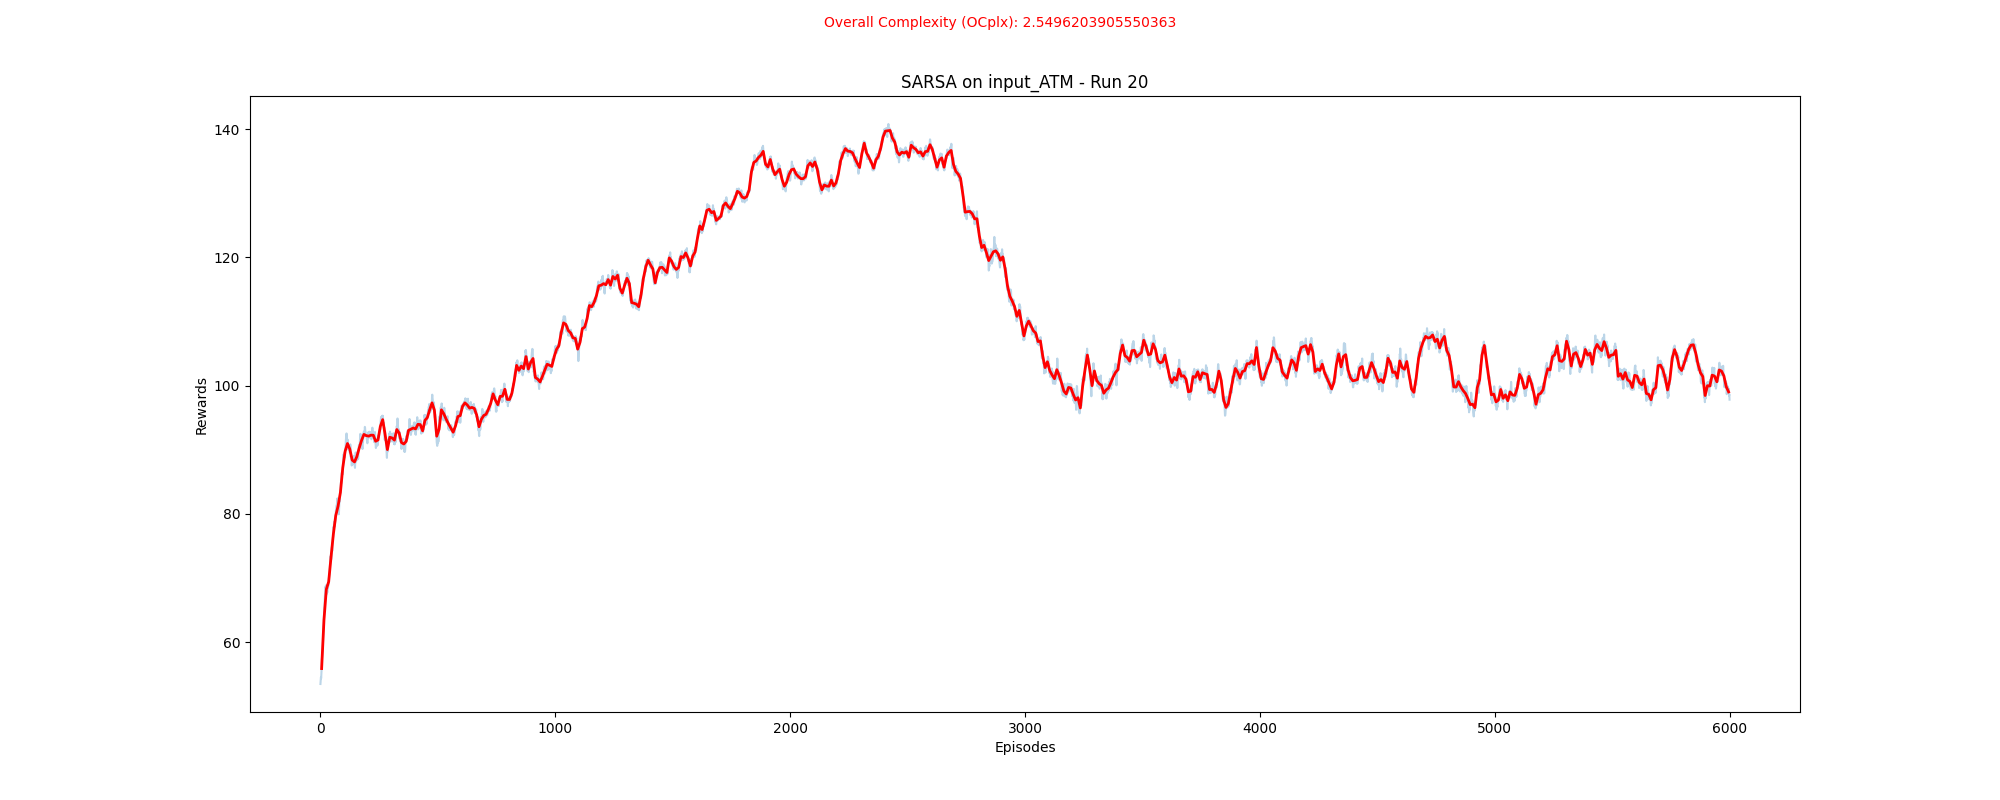 Overall Complexity (OCplx): 2.5496203905550363
SARSA on input_ATM - Run 20
140
120
100
80
60
Rewards
0 1000 2000 3000 4000 5000 6000
Episodes